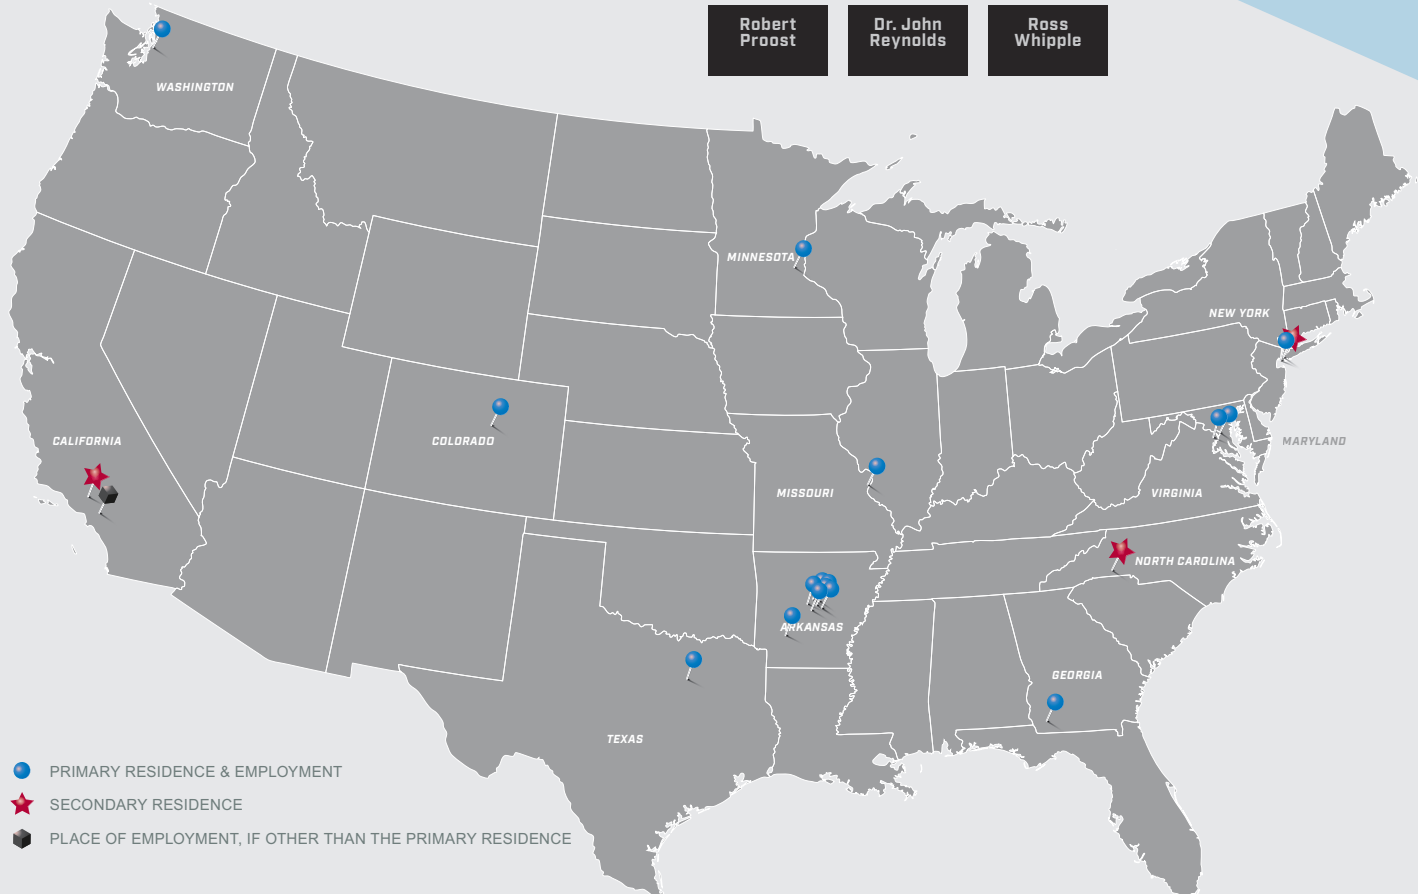 Robert
Proost
Dr. John
Reynolds
Ross
Whipple
WASHINGTON
MINNESOTA
NEW YORK
CALIFORNIA
COLORADO
MARYLAND
MISSOURI
VIRGINIA
NORTH CAROLINA
ARKANSAS
GEORGIA
TEXAS
PRIMARY RESIDENCE & EMPLOYMENT
SECONDARY RESIDENCE
PLACE OF EMPLOYMENT, IF OTHER THAN THE PRIMARY RESIDENCE